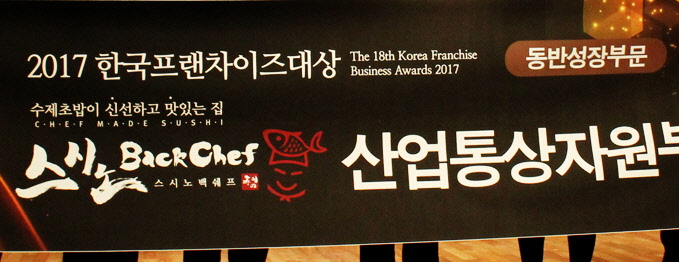 2017 한국프랜차이즈대상
The 18th Korea Franchise
Business Awards 2017
동반성장부문
수제초밥이 신선하고 맛있는 집
CHEF MADE SUSHI
스시노 BackChef
스시노백쉐프
산업통상자원부